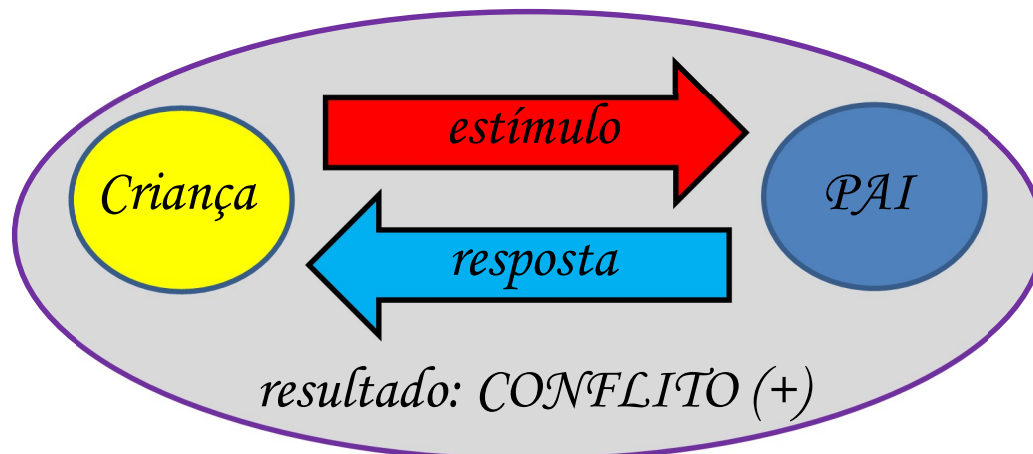 estímulo
Criança
PAI
resposta
resultado: CONFLITO (+)